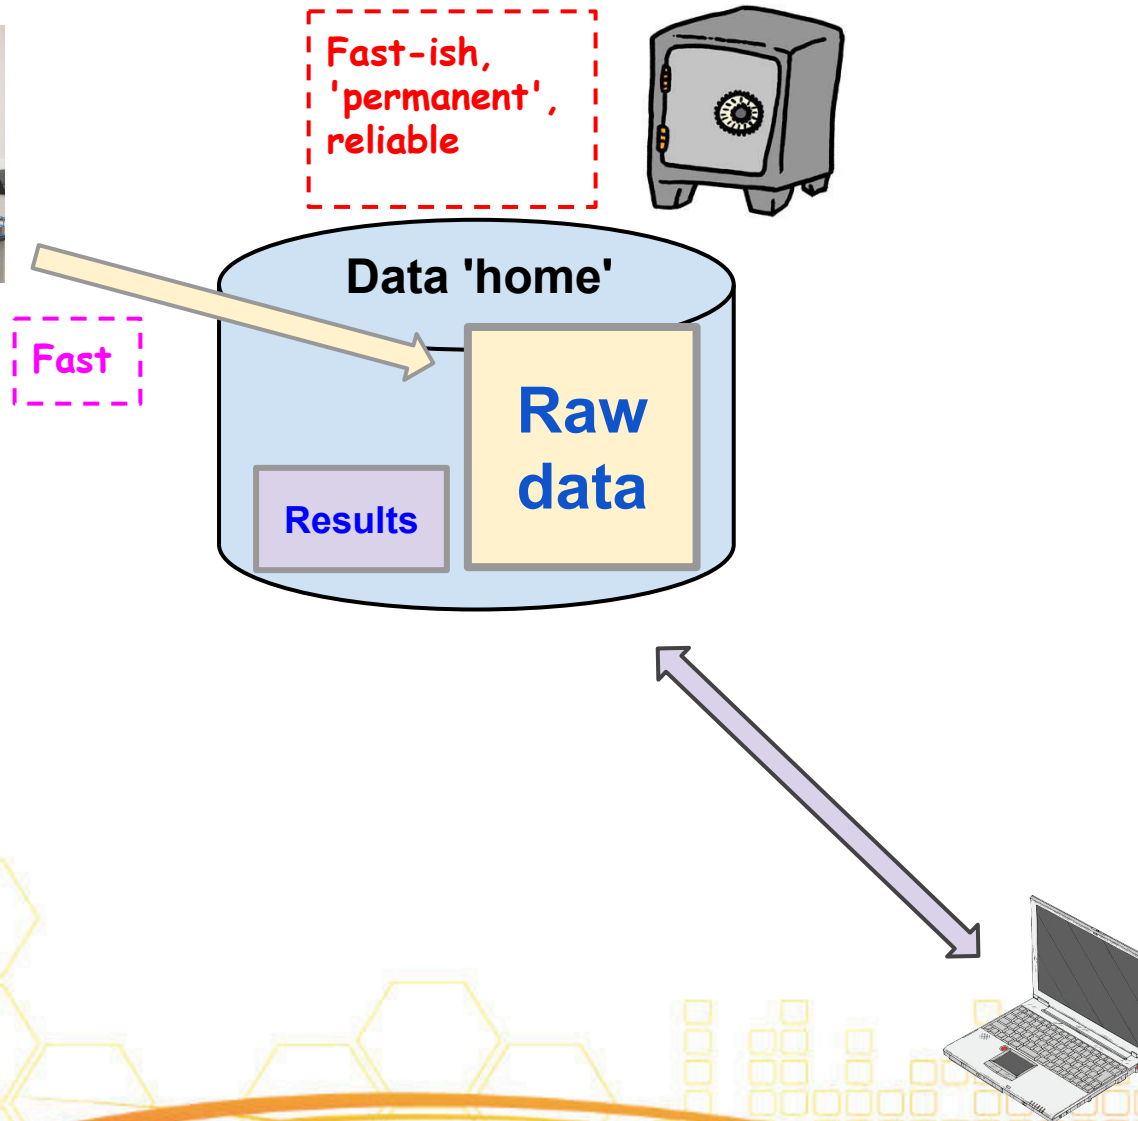 Fast-ish,
'permanent',
reliable
Data 'home'
Fast
Raw
data
Results